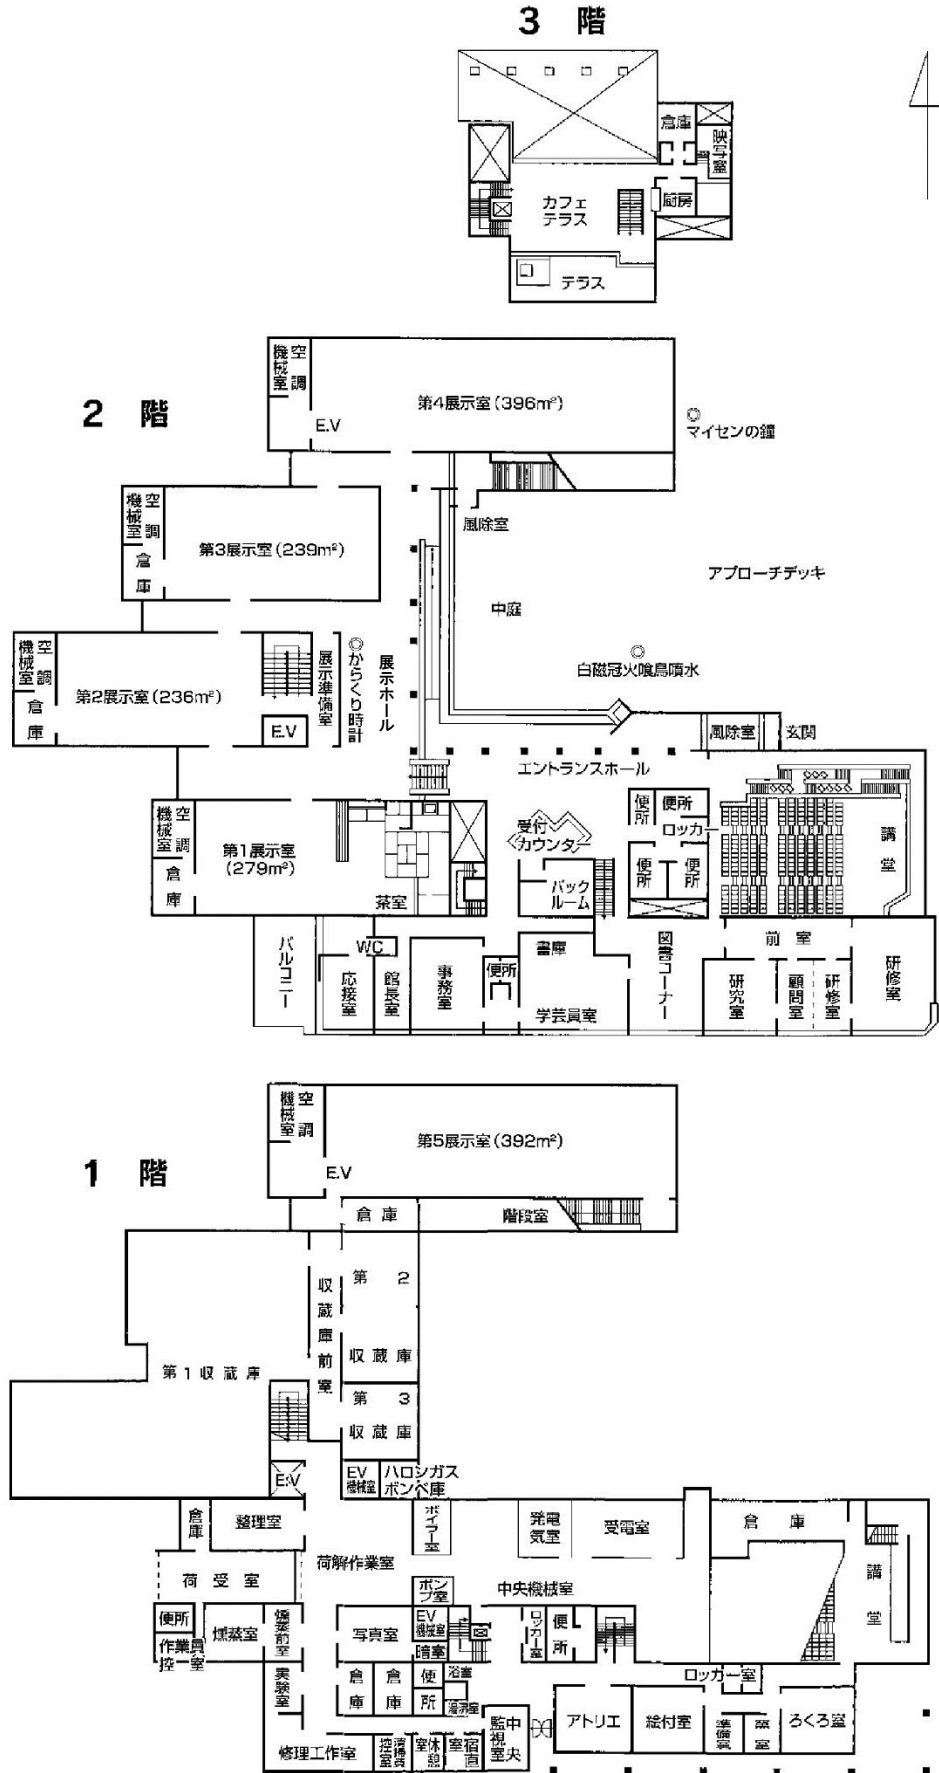 3 階
倉庫
映写室
カフェ
テラス
厨房
テラス
2 階
空調
機械室
第4展示室(396m²)
E.V
マイセンの鐘
空調
機械室
第3展示室(239m²)
倉庫
風除室
アプローチデッキ
中庭
空調
機械室
第2展示室(236m²)
倉庫
E.V
展示準備室
からくり時計
展示ホール
白磁冠火喰鳥噴水
風除室
玄関
エントランスホール
空調
機械室
第1展示室
(279m²)
倉庫
茶室
受付
カウンター
バック
ルーム
便所
便所
ロッカー
便所
便所
講堂
バルコニー
WC
応接室
館長室
事務室
便所
書庫
学芸員室
図書コーナー
前室
研究室
顧問室
研修室
研修室
1 階
空調
機械室
第5展示室(392m²)
E.V
倉庫
階段室
第1収蔵庫
収蔵庫前室
第2
収蔵庫
第3
収蔵庫
E.V
EV
機械室
ハロンガス
ボンベ庫
倉庫
整理室
ボイラー室
発電気室
受電室
倉庫
荷受室
荷解作業室
ポンプ室
中央機械室
講堂
便所
作業員
控室
燻蒸室
燻蒸前室
写真室
EV
機械室
暗室
ロッカー室
便所
実験室
倉庫
倉庫
便所
浴室
湯沸室
ロッカー室
修理工作室
清掃員
控室
休憩室
宿直室
中央
監視室
アトリエ
絵付室
準備室
窯室
ろくろ室